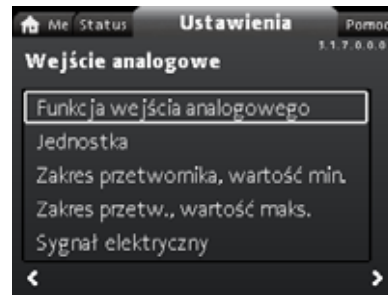 Me Status Ustawienia Pomoc
3.1.7.0.0.0
Wejście analogowe
Funkcja wejścia analogowego
Jednostka
Zakres przetwornika, wartość min.
Zakres przetw., wartość maks.
Sygnał elektryczny